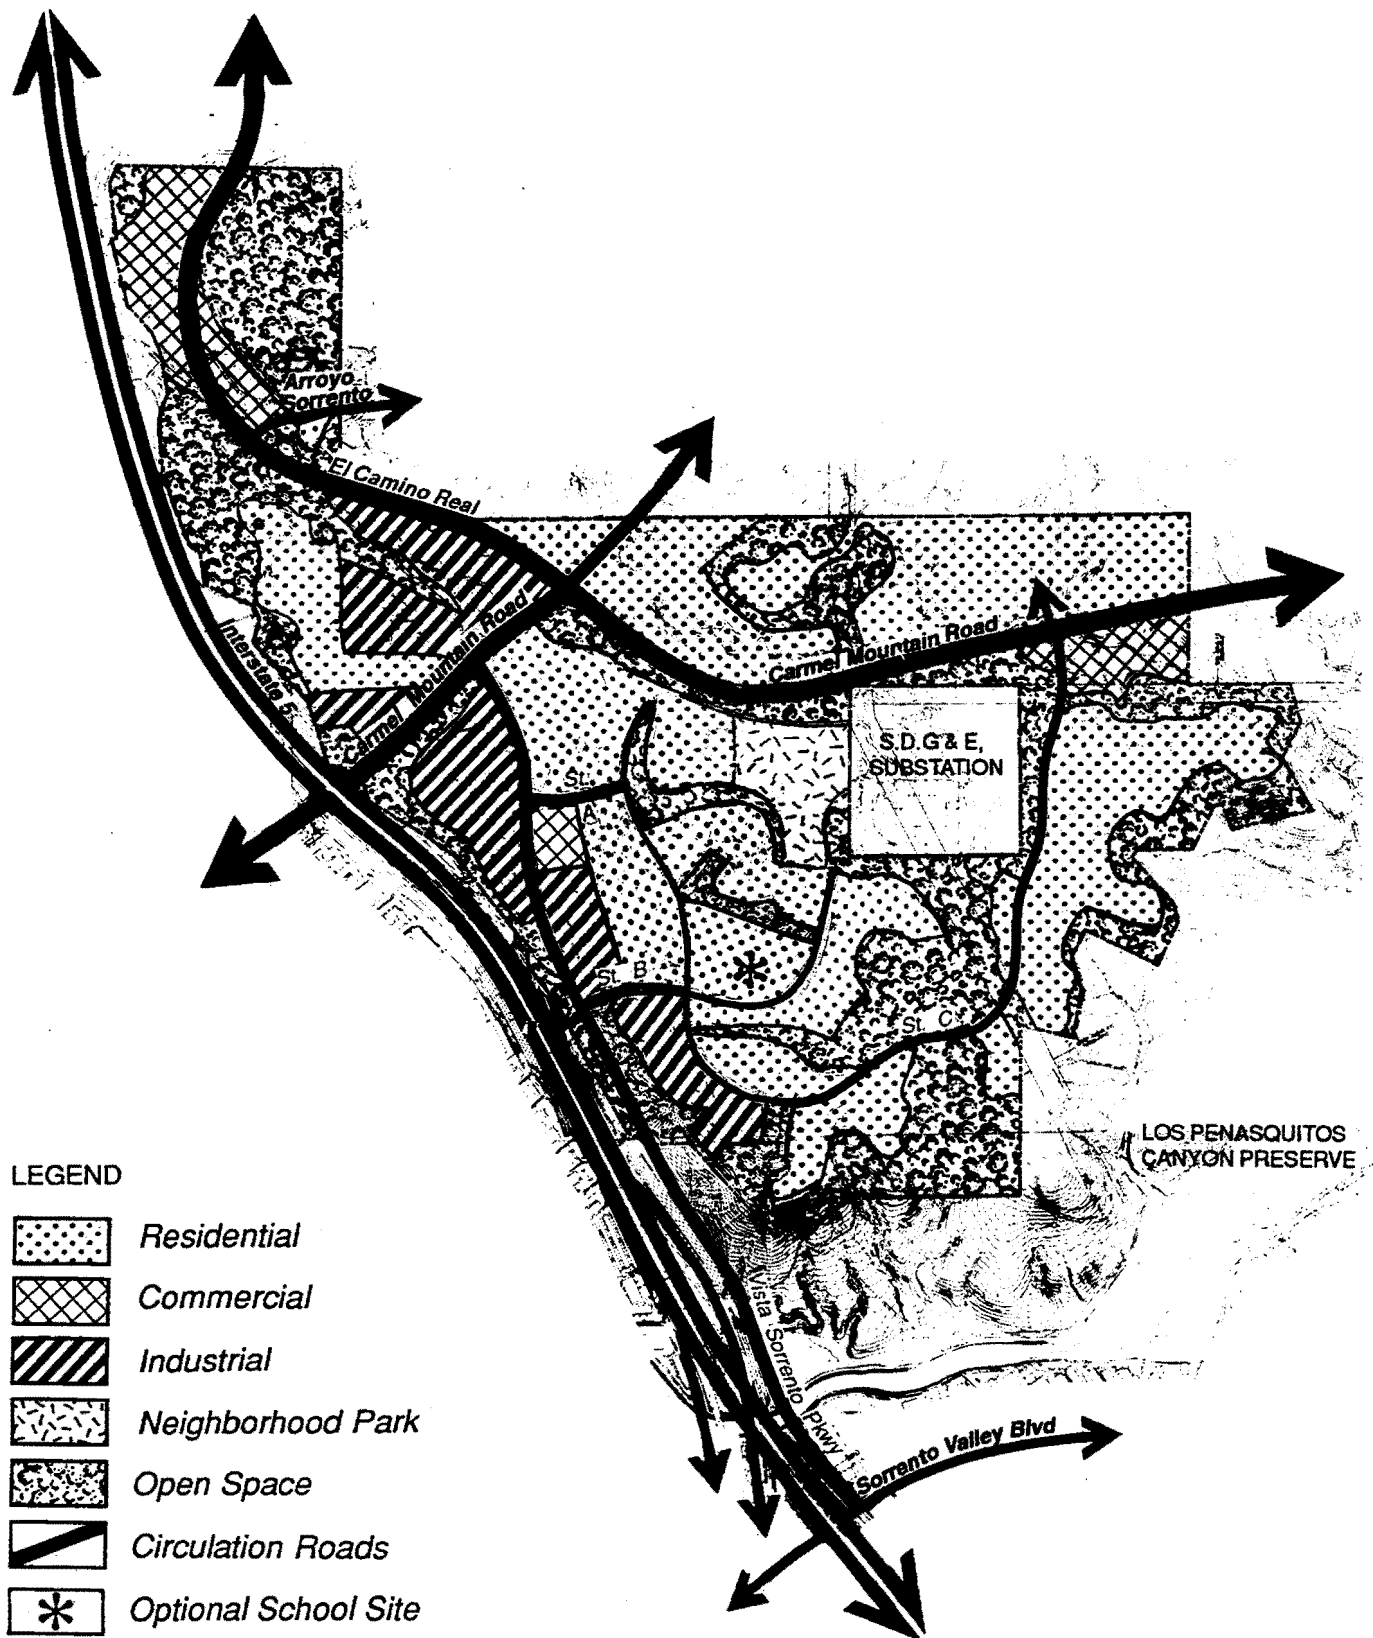 Arroyo
Sorrento
El Camino Real
Carmel Mountain Road
Carmel Mountain Road
Interstate 5
Carmel Mountain Road
S.D.G & E,
SUBSTATION
St.
A
St. B
St. C
LOS PENASQUITOS
CANYON PRESERVE
Vista Sorrento Pkwy
Sorrento Valley Blvd
LEGEND
Residential
Commercial
Industrial
Neighborhood Park
Open Space
Circulation Roads
Optional School Site